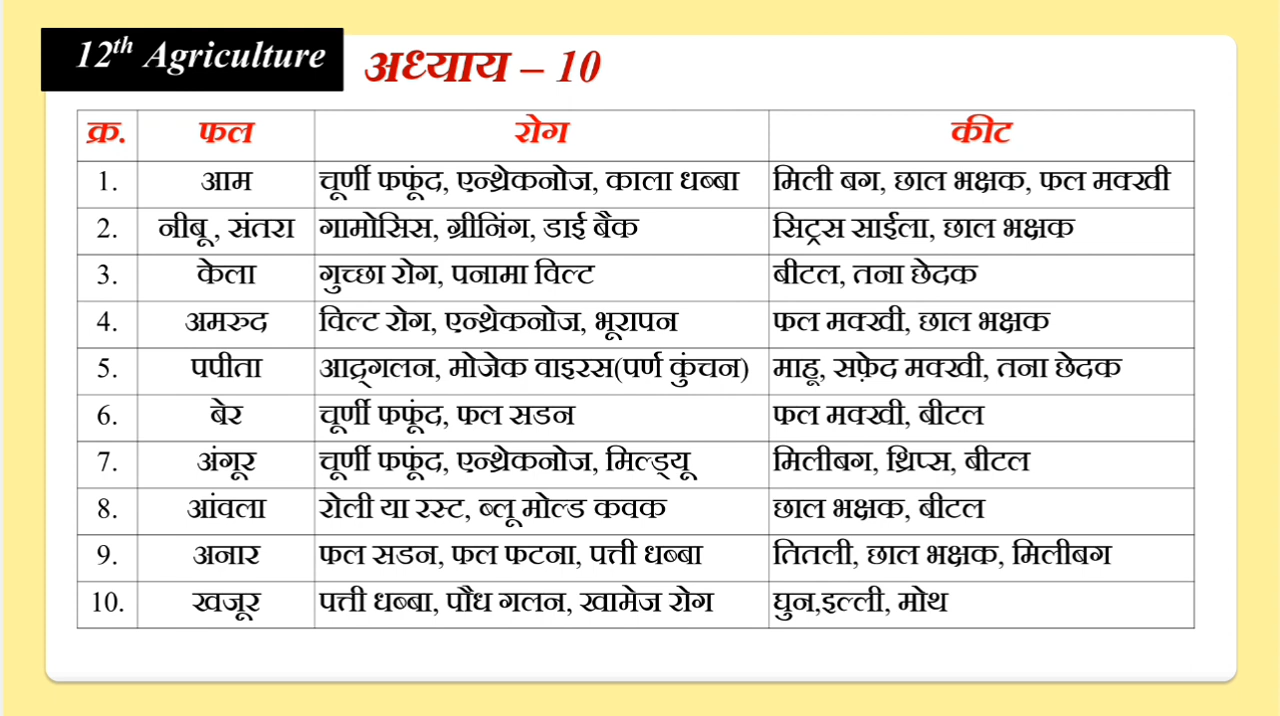 12th Agriculture
अध्याय – 10
क्र. फल रोग कीट
1. आम चूर्णी फफूंद, एन्थ्रेकनोज, काला धब्बा मिली बग, छाल भक्षक, फल मक्खी
2. नीबू , संतरा गामोसिस, ग्रीनिंग, डाई बैक सिट्रस साईला, छाल भक्षक
3. केला गुच्छा रोग, पनामा विल्ट बीटल, तना छेदक
4. अमरुद विल्ट रोग, एन्थ्रेकनोज, भूरापन फल मक्खी, छाल भक्षक
5. पपीता आद्र्गलन, मोजेक वाइरस(पर्ण कुंचन) माहू, सफ़ेद मक्खी, तना छेदक
6. बेर चूर्णी फफूंद, फल सडन फल मक्खी, बीटल
7. अंगूर चूर्णी फफूंद, एन्थ्रेकनोज, मिल्ड्यू मिलीबग, थ्रिप्स, बीटल
8. आंवला रोली या रस्ट, ब्लू मोल्ड कवक छाल भक्षक, बीटल
9. अनार फल सडन, फल फटना, पत्ती धब्बा तितली, छाल भक्षक, मिलीबग
10. खजूर पत्ती धब्बा, पौध गलन, खामेज रोग घुन,इल्ली, मोथ